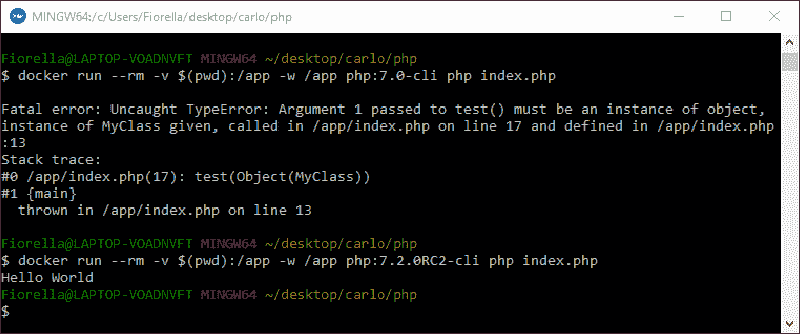 MINGW64:/c/Users/Fiorella/desktop/carlo/php
Fiorella@LAPTOP-VOADNVFT MINGW64 ~/desktop/carlo/php
$ docker run --rm -v $(pwd):/app -w /app php:7.0-cli php index.php
Fatal error: Uncaught TypeError: Argument 1 passed to test() must be an instance of object,
instance of MyClass given, called in /app/index.php on line 17 and defined in /app/index.php
:13
Stack trace:
#0 /app/index.php(17): test(Object(MyClass))
#1 {main}
  thrown in /app/index.php on line 13
Fiorella@LAPTOP-VOADNVFT MINGW64 ~/desktop/carlo/php
$ docker run --rm -v $(pwd):/app -w /app php:7.2.0RC2-cli php index.php
Hello World
Fiorella@LAPTOP-VOADNVFT MINGW64 ~/desktop/carlo/php
$